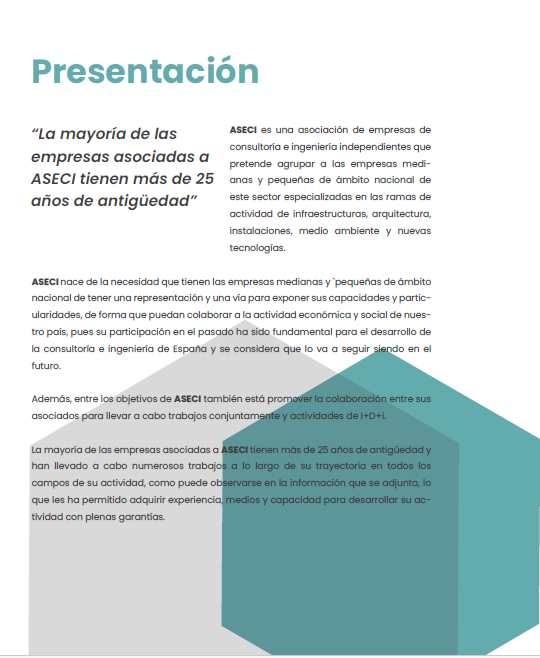 Presentación
“La mayoría de las
empresas asociadas a
ASECI tienen más de 25
años de antigüedad”
ASECI es una asociación de empresas de
consultoría e ingeniería independientes que
pretende agrupar a las empresas medi-
anas y pequeñas de ámbito nacional de
este sector especializadas en las ramas de
actividad de infraestructuras, arquitectura,
instalaciones, medio ambiente y nuevas
tecnologías.
ASECI nace de la necesidad que tienen las empresas medianas y `pequeñas de ámbito
nacional de tener una representación y una vía para exponer sus capacidades y partic-
ularidades, de forma que puedan colaborar a la actividad económica y social de nues-
tro país, pues su participación en el pasado ha sido fundamental para el desarrollo de
la consultoría e ingeniería de España y se considera que lo va a seguir siendo en el
futuro.
Además, entre los objetivos de ASECI también está promover la colaboración entre sus
asociados para llevar a cabo trabajos conjuntamente y actividades de I+D+i.
La mayoría de las empresas asociadas a ASECI tienen más de 25 años de antigüedad y
han llevado a cabo numerosos trabajos a lo largo de su trayectoria en todos los
campos de su actividad, como puede observarse en la información que se adjunta, lo
que les ha permitido adquirir experiencia, medios y capacidad para desarrollar su ac-
tividad con plenas garantías.